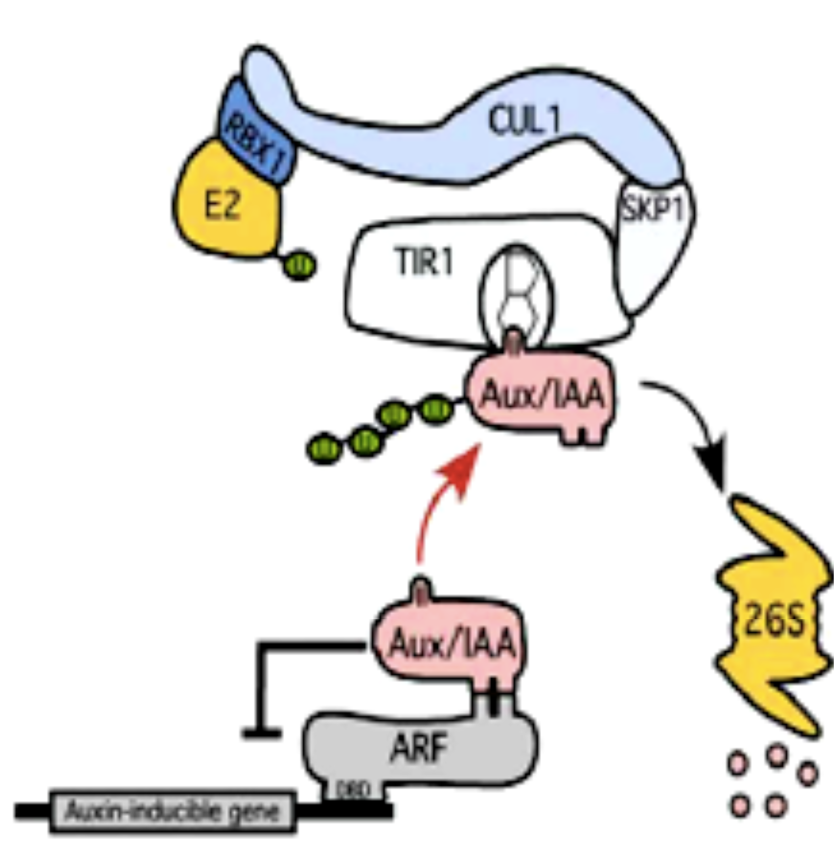 CUL1
RBX1
E2
SKP1
TIR1
Aux/IAA
Aux/IAA
26S
ARF
DBD
Auxin-inducible gene